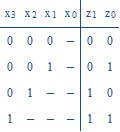 x3 x2 x1 x0 z1 z0
0 0 0 – 0 0
0 0 1 – 0 1
0 1 – – 1 0
1 – – – 1 1